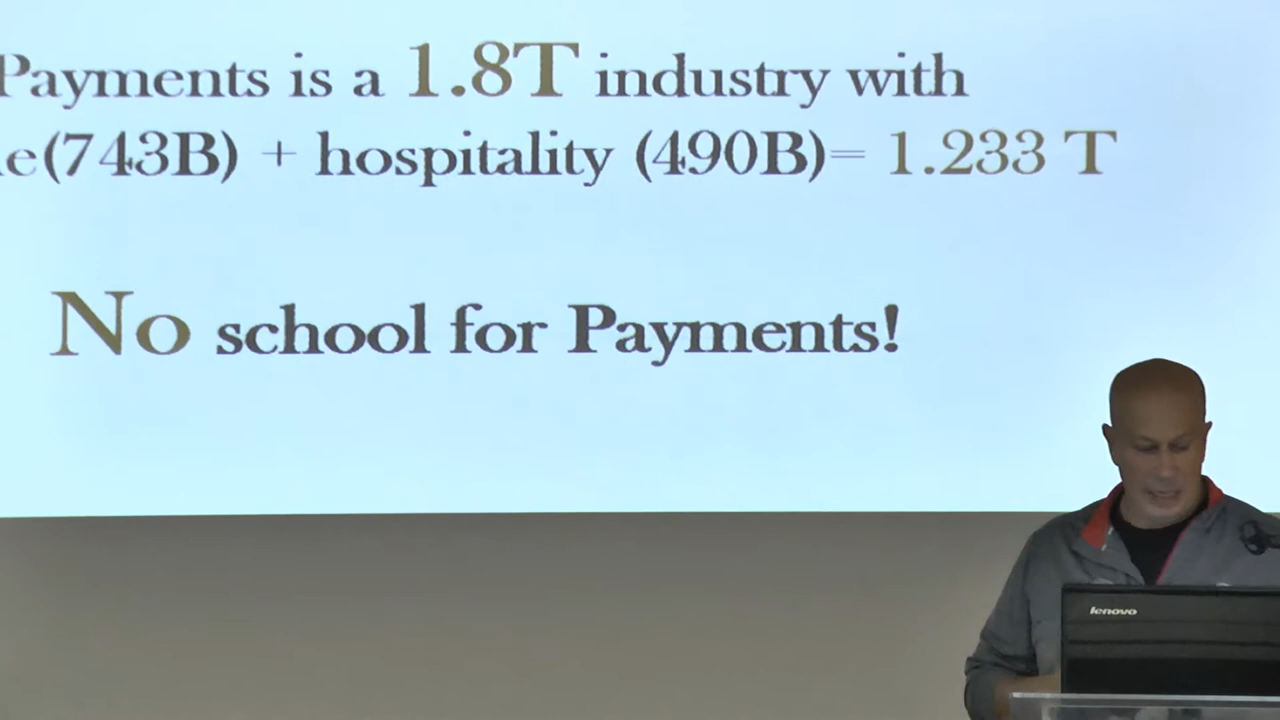 Payments is a 1.8T industry with
e(743B) + hospitality (490B)= 1.233 T
No school for Payments!
lenovo